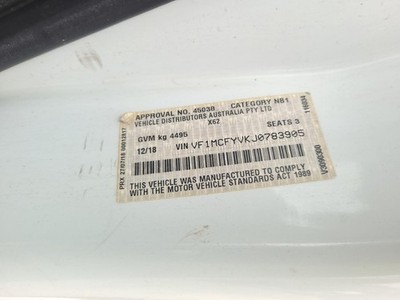 APPROVAL NO. 45038 CATEGORY NB1
VEHICLE DISTRIBUTORS AUSTRALIA PTY LTD
X62
GVM kg 4495 SEATS 3
12/18 VIN VF1MCFYVKJ0783905
THIS VEHICLE WAS MANUFACTURED TO COMPLY
WITH THE MOTOR VEHICLE STANDARDS ACT 1989